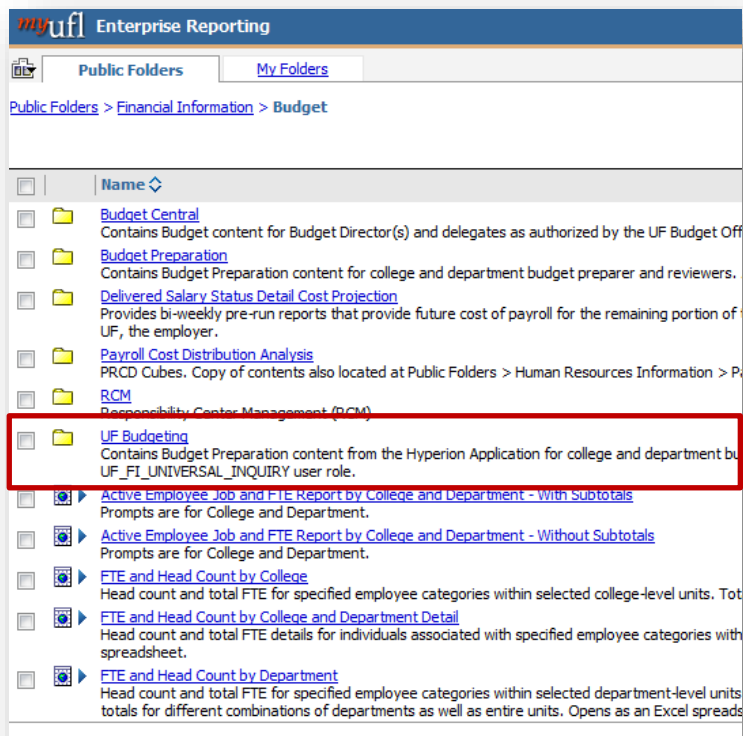 myufl Enterprise Reporting
Public Folders My Folders
Public Folders > Financial Information > Budget
Name
Budget Central
Contains Budget content for Budget Director(s) and delegates as authorized by the UF Budget Off
Budget Preparation
Contains Budget Preparation content for college and department budget preparer and reviewers.
Delivered Salary Status Detail Cost Projection
Provides bi-weekly pre-run reports that provide future cost of payroll for the remaining portion of
UF, the employer.
Payroll Cost Distribution Analysis
PRCD Cubes. Copy of contents also located at Public Folders > Human Resources Information > Pa
RCM
Responsibility Center Management (RCM)
UF Budgeting
Contains Budget Preparation content from the Hyperion Application for college and department bu
UF_FI_UNIVERSAL_INQUIRY user role.
Active Employee Job and FTE Report by College and Department - With Subtotals
Prompts are for College and Department.
Active Employee Job and FTE Report by College and Department - Without Subtotals
Prompts are for College and Department.
FTE and Head Count by College
Head count and total FTE for specified employee categories within selected college-level units. Tot
FTE and Head Count by College and Department Detail
Head count and total FTE details for individuals associated with specified employee categories with
spreadsheet.
FTE and Head Count by Department
Head count and total FTE for specified employee categories within selected department-level units
totals for different combinations of departments as well as entire units. Opens as an Excel spreads